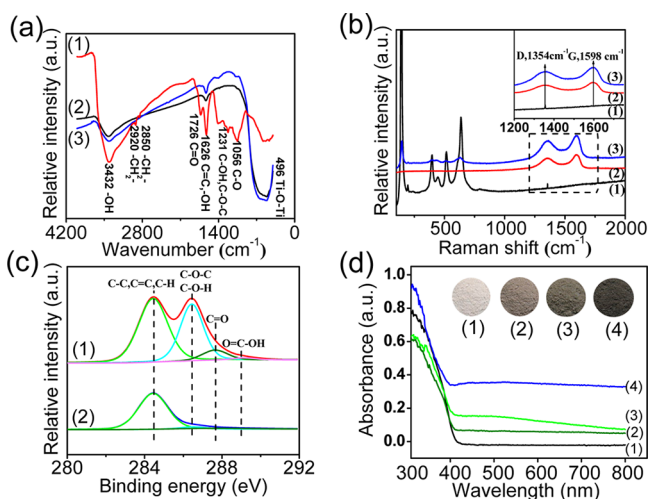 (a)
Relative intensity (a.u.)
(1)
(2)
(3)
3432 -OH
2920 -CH2-
2850 -CH2-
1726 C=O
1626 C=C,-OH
1231 C-OH,C-O-C
1056 C-O
496 Ti-O-Ti
4200 2800 1400 0
Wavenumber (cm-1)
(b)
Relative intensity (a.u.)
D,1354cm-1G,1598 cm-1
(3)
(2)
(1)
1200 1400 1600
(3)
(2)
(1)
500 1000 1500 2000
Raman shift (cm-1)
(c)
Relative intensity (a.u.)
C-C,C=C,C-H
C-O-C
C-O-H
C=O
O=C-OH
(1)
(2)
280 284 288 292
Binding energy (eV)
(d)
Absorbance (a.u.)
1.0
0.8
0.6
0.4
0.2
0.0
(1) (2) (3) (4)
(4)
(3)
(2)
(1)
300 400 500 600 700 800
Wavelength (nm)